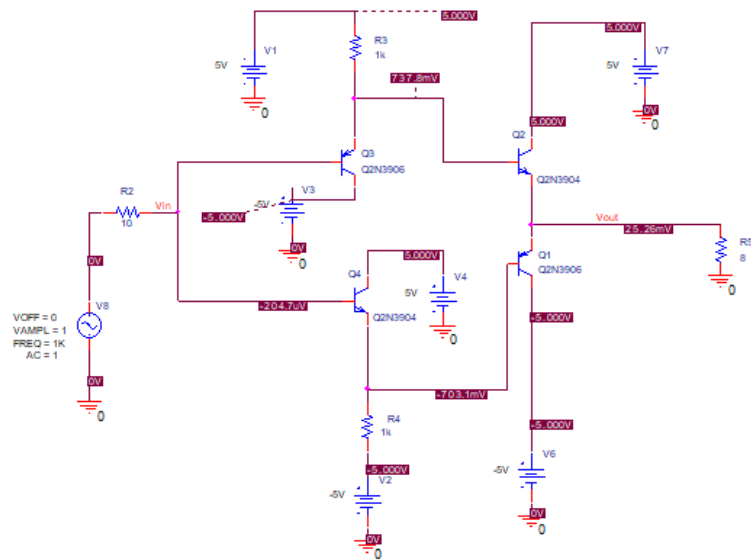 5.000V
V1
R3
1k
5V
0
737.8mV
5.000V
V7
5V
0V
0
5.000V
Q2
Q2N3904
Q3
Q2N3906
R2
10
Vin
V3
-5V
-5.000V
0V
0
Vout
25.26mV
R5
8
0
Q1
Q2N3906
Q4
Q2N3904
5.000V
V4
5V
0
0V
-204.7uV
V8
VOFF = 0
VAMPL = 1
FREQ = 1K
AC = 1
0V
0
-5.000V
-703.1mV
R4
1k
-5.000V
V2
-5V
0V
0
-5.000V
V6
-5V
0V
0